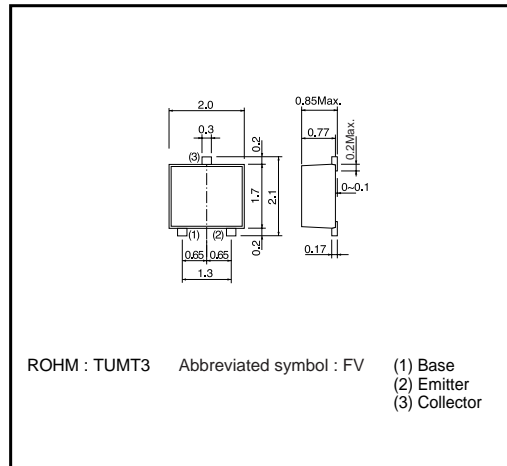 2.0
0.3
(3)
0.2
1.7
2.1
0.2
(1) (2)
0.65 0.65
1.3
0.85Max.
0.77
0.2Max.
0~0.1
0.17
ROHM : TUMT3 Abbreviated symbol : FV (1) Base
(2) Emitter
(3) Collector